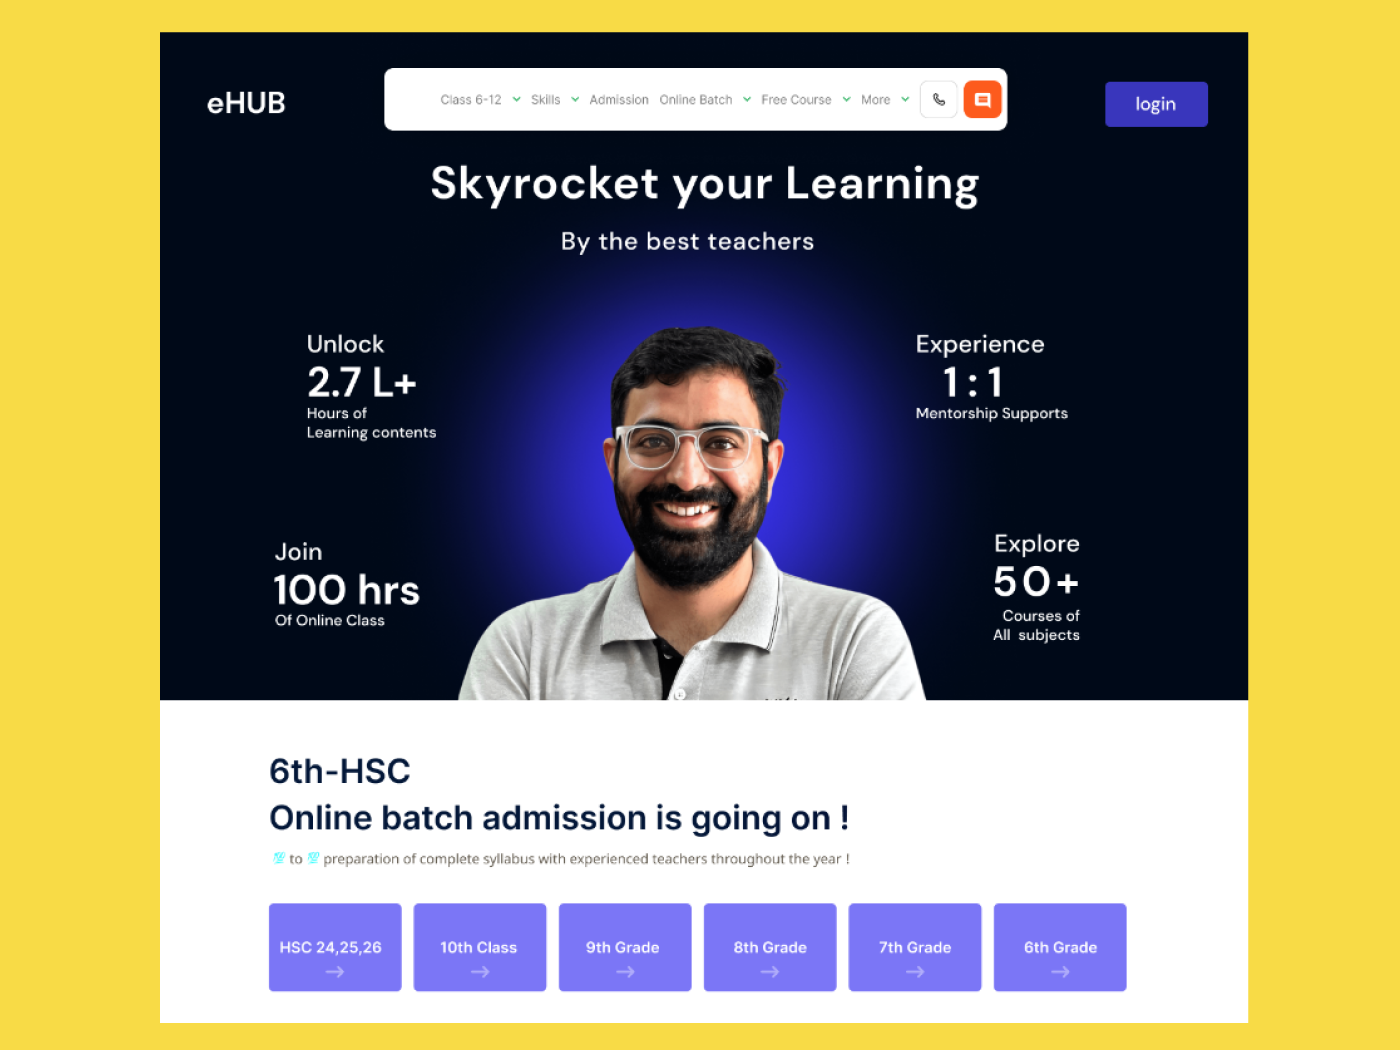 eHUB
Class 6-12 Skills Admission Online Batch Free Course More
login
Skyrocket your Learning
By the best teachers
Unlock
2.7 L+
Hours of
Learning contents
Experience
1 : 1
Mentorship Supports
Join
100 hrs
Of Online Class
Explore
50+
Courses of
All subjects
6th-HSC
Online batch admission is going on !
💯 to 💯 preparation of complete syllabus with experienced teachers throughout the year !
HSC 24,25,26
10th Class
9th Grade
8th Grade
7th Grade
6th Grade